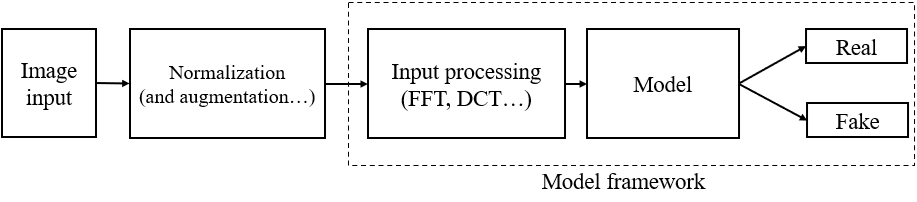 Image
input
Normalization
(and augmentation…)
Input processing
(FFT, DCT…)
Model
Real
Fake
Model framework